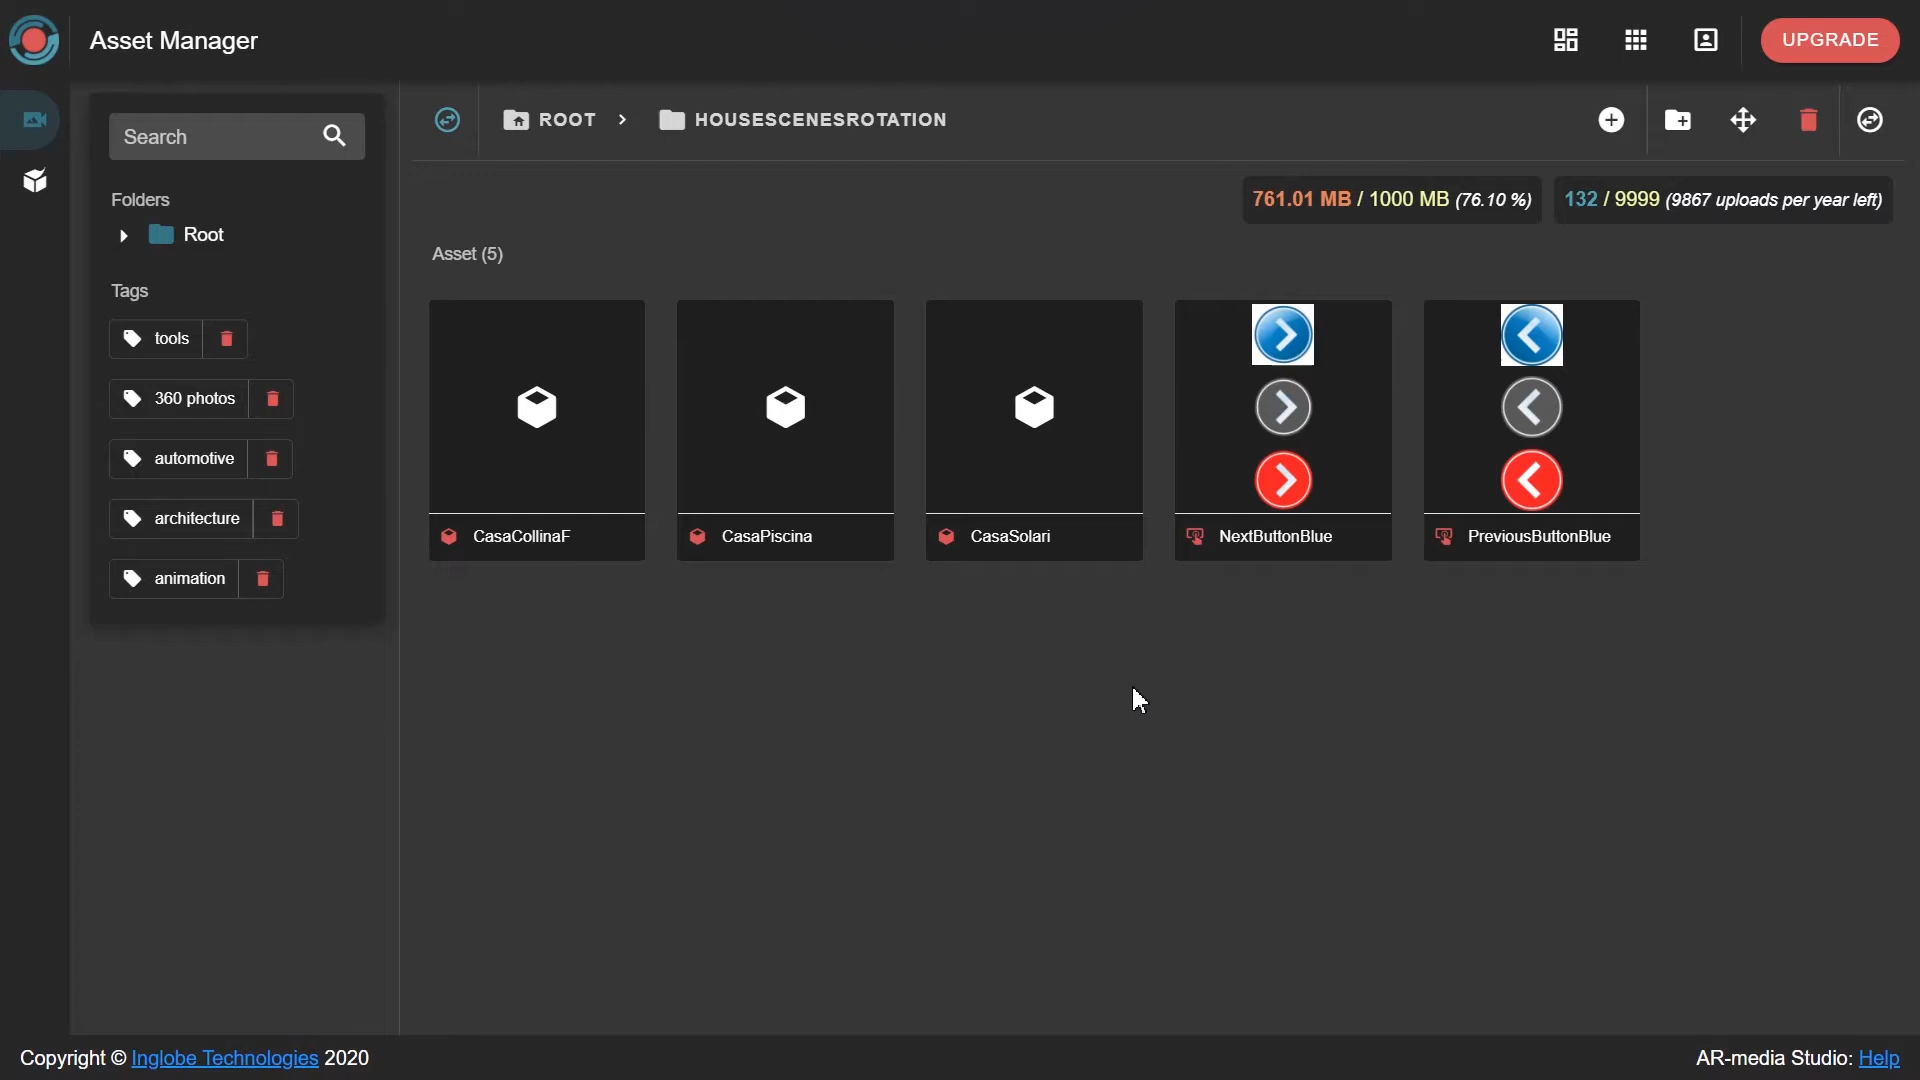 Asset Manager
UPGRADE
Search
ROOT
HOUSESCENESROTATION
761.01 MB / 1000 MB (76.10 %)
132 / 9999 (9867 uploads per year left)
Folders
Root
Asset (5)
Tags
tools
360 photos
automotive
architecture
animation
CasaCollinaF
CasaPiscina
CasaSolari
NextButtonBlue
PreviousButtonBlue
Copyright © Inglobe Technologies 2020
AR-media Studio: Help